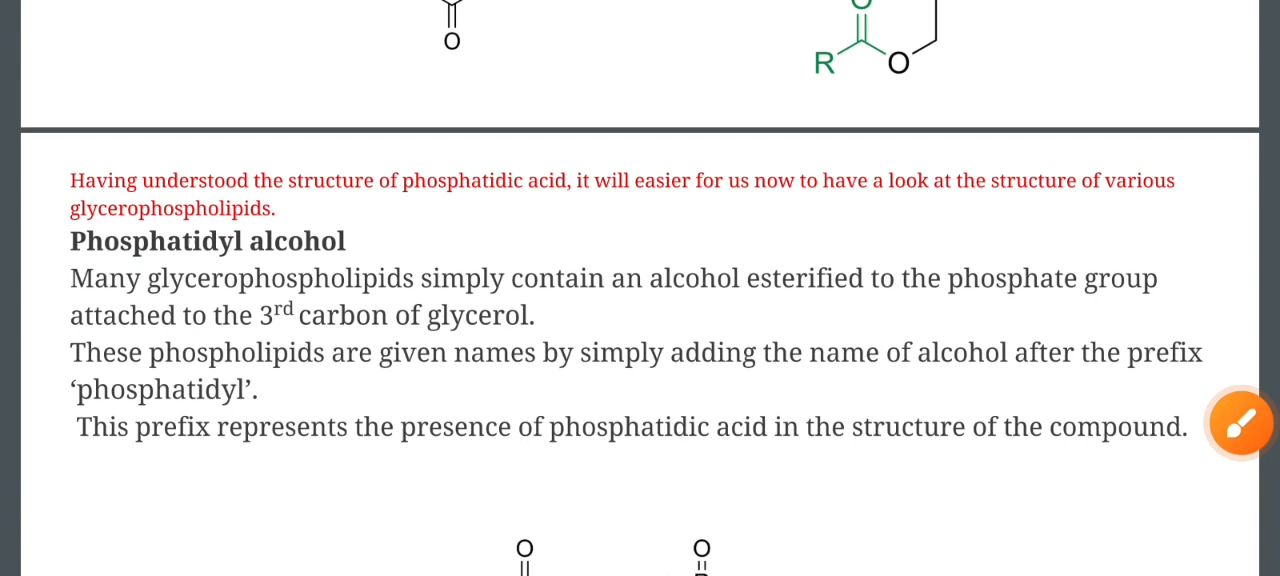 O
R
O
Having understood the structure of phosphatidic acid, it will easier for us now to have a look at the structure of various
glycerophospholipids.
Phosphatidyl alcohol
Many glycerophospholipids simply contain an alcohol esterified to the phosphate group
attached to the 3rd carbon of glycerol.
These phospholipids are given names by simply adding the name of alcohol after the prefix
‘phosphatidyl’.
This prefix represents the presence of phosphatidic acid in the structure of the compound.
O
O